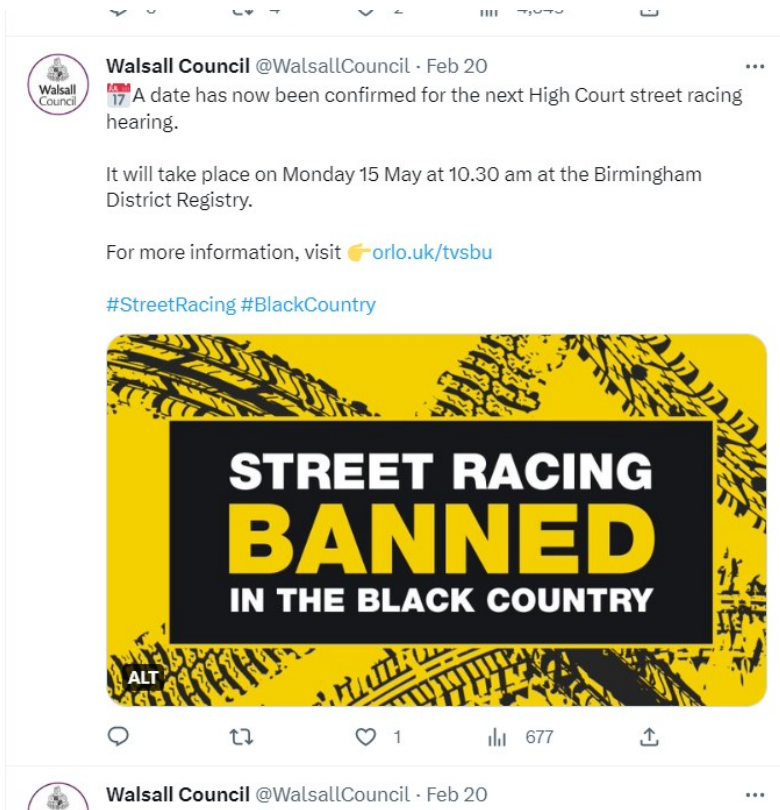 Walsall Council @WalsallCouncil · Feb 20
Walsall
Council
17 A date has now been confirmed for the next High Court street racing
hearing.
It will take place on Monday 15 May at 10.30 am at the Birmingham
District Registry.
For more information, visit 👉orlo.uk/tvsbu
#StreetRacing #BlackCountry
STREET RACING
BANNED
IN THE BLACK COUNTRY
ALT
1 677
Walsall Council @WalsallCouncil · Feb 20